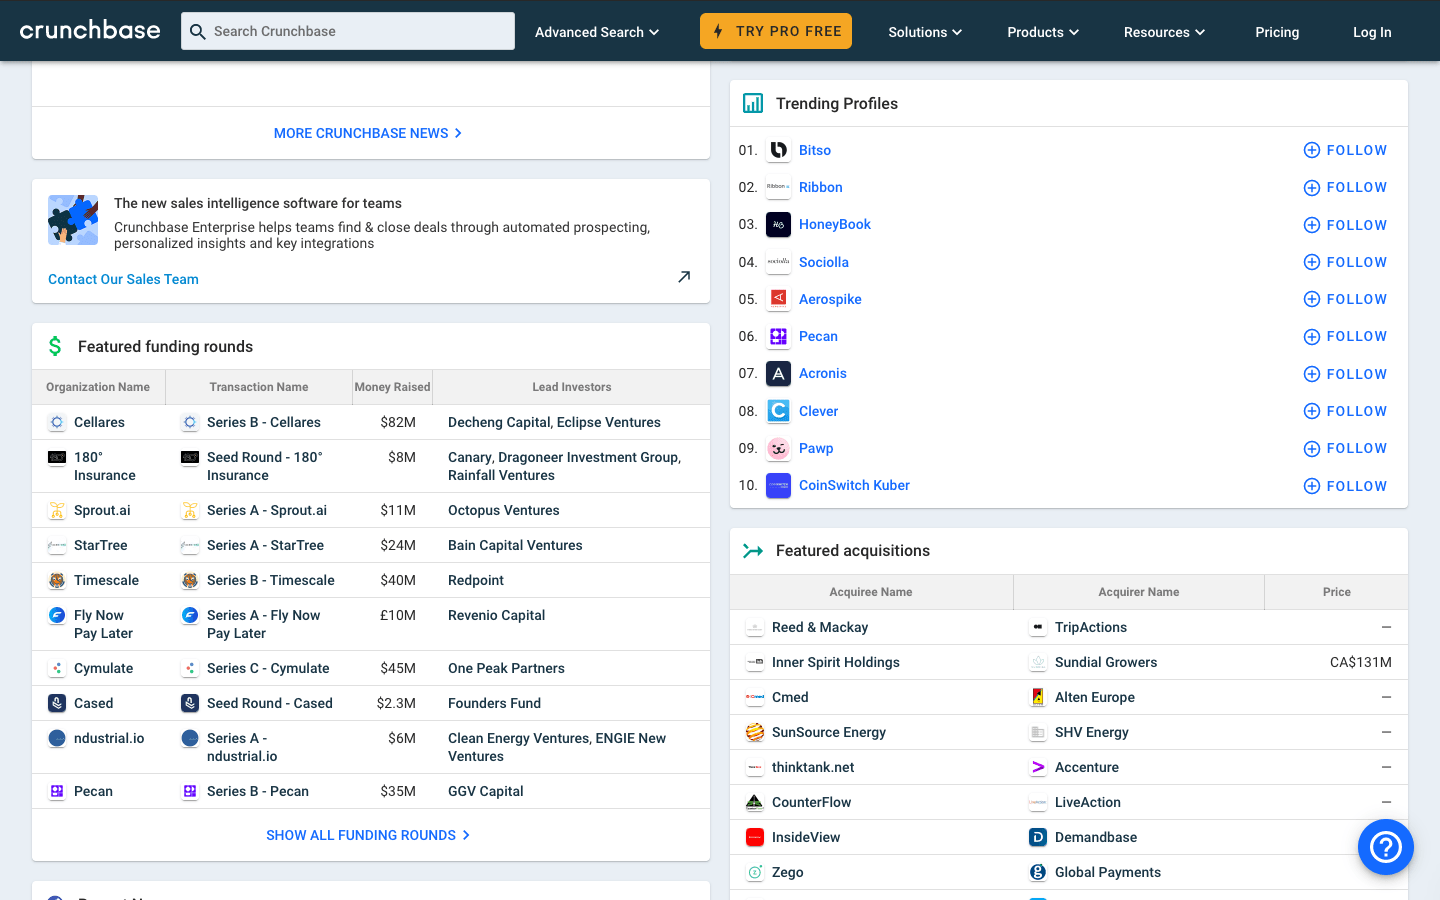 crunchbase
Search Crunchbase
Advanced Search
TRY PRO FREE
Solutions
Products
Resources
Pricing
Log In
MORE CRUNCHBASE NEWS
The new sales intelligence software for teams
Crunchbase Enterprise helps teams find & close deals through automated prospecting,
personalized insights and key integrations
Contact Our Sales Team
Featured funding rounds
Organization Name Transaction Name Money Raised Lead Investors
Cellares Series B - Cellares $82M Decheng Capital, Eclipse Ventures
180° Seed Round - 180° $8M Canary, Dragoneer Investment Group,
Insurance Insurance Rainfall Ventures
Sprout.ai Series A - Sprout.ai $11M Octopus Ventures
StarTree Series A - StarTree $24M Bain Capital Ventures
Timescale Series B - Timescale $40M Redpoint
Fly Now Series A - Fly Now £10M Revenio Capital
Pay Later Pay Later
Cymulate Series C - Cymulate $45M One Peak Partners
Cased Seed Round - Cased $2.3M Founders Fund
ndustrial.io Series A - $6M Clean Energy Ventures, ENGIE New
ndustrial.io Ventures
Pecan Series B - Pecan $35M GGV Capital
SHOW ALL FUNDING ROUNDS
Trending Profiles
01. Bitso FOLLOW
02. Ribbon FOLLOW
03. HoneyBook FOLLOW
04. Sociolla FOLLOW
05. Aerospike FOLLOW
06. Pecan FOLLOW
07. Acronis FOLLOW
08. Clever FOLLOW
09. Pawp FOLLOW
10. CoinSwitch Kuber FOLLOW
Featured acquisitions
Acquiree Name Acquirer Name Price
Reed & Mackay TripActions —
Inner Spirit Holdings Sundial Growers CA$131M
Cmed Alten Europe —
SunSource Energy SHV Energy —
thinktank.net Accenture —
CounterFlow LiveAction —
InsideView Demandbase
Zego Global Payments